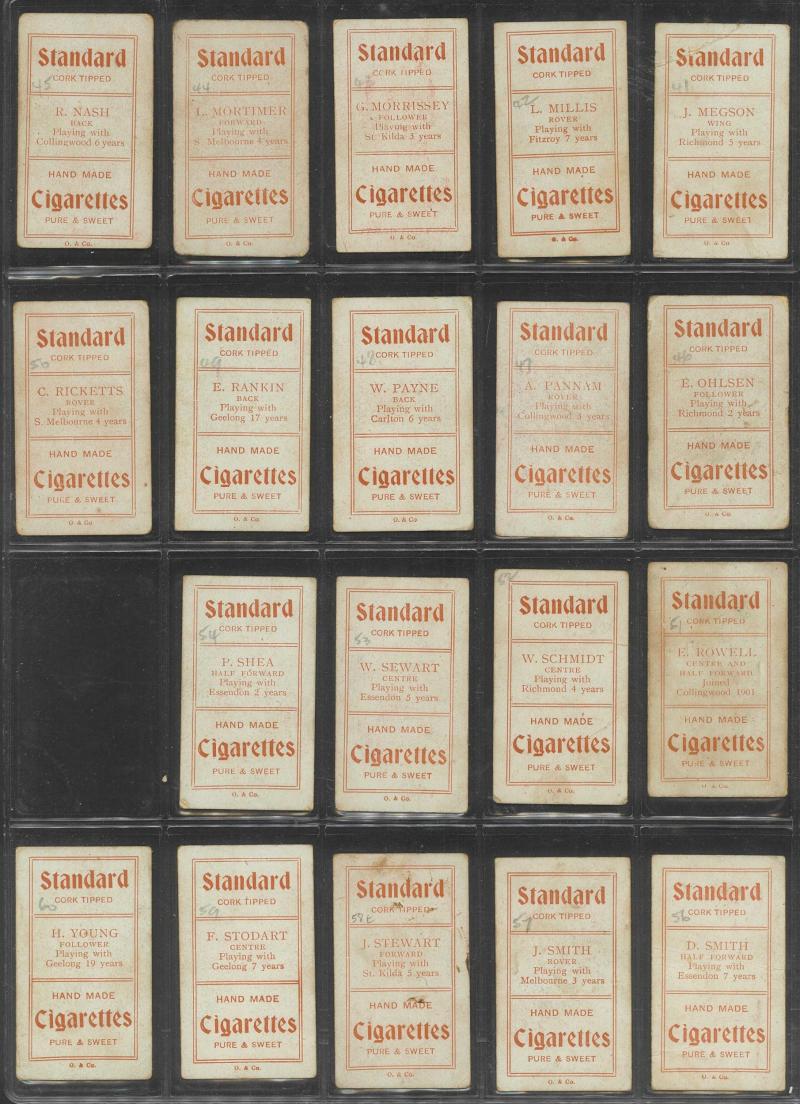 Standard
CORK TIPPED
45
R. NASH
BACK
Playing with
Collingwood 6 years
HAND MADE
Cigarettes
PURE & SWEET
O. & Co.
Standard
CORK TIPPED
44
L. MORTIMER
FORWARD
Playing with
S. Melbourne 4 years
HAND MADE
Cigarettes
PURE & SWEET
O. & Co.
Standard
CORK TIPPED
43
G. MORRISSEY
FOLLOWER
Playing with
St. Kilda 3 years
HAND MADE
Cigarettes
PURE & SWEET
O. & Co.
Standard
CORK TIPPED
42
L. MILLIS
ROVER
Playing with
Fitzroy 7 years
HAND MADE
Cigarettes
PURE & SWEET
O. & Co.
Standard
CORK TIPPED
41
J. MEGSON
WING
Playing with
Richmond 5 years
HAND MADE
Cigarettes
PURE & SWEET
O. & Co.
Standard
CORK TIPPED
50
C. RICKETTS
ROVER
Playing with
S. Melbourne 4 years
HAND MADE
Cigarettes
PURE & SWEET
O. & Co
Standard
CORK TIPPED
49
E. RANKIN
BACK
Playing with
Geelong 17 years
HAND MADE
Cigarettes
PURE & SWEET
O. & Co
Standard
CORK TIPPED
48
W. PAYNE
BACK
Playing with
Carlton 6 years
HAND MADE
Cigarettes
PURE & SWEET
O. & Co
Standard
CORK TIPPED
47
A. PANNAM
ROVER
Playing with
Collingwood 3 years
HAND MADE
Cigarettes
PURE & SWEET
O. & Co
Standard
CORK TIPPED
46
E. OHLSEN
FOLLOWER
Playing with
Richmond 2 years
HAND MADE
Cigarettes
PURE & SWEET
O. & Co
Standard
CORK TIPPED
54
P. SHEA
HALF FORWARD
Playing with
Essendon 2 years
HAND MADE
Cigarettes
PURE & SWEET
O. & Co.
Standard
CORK TIPPED
53
W. SEWART
CENTRE
Playing with
Essendon 5 years
HAND MADE
Cigarettes
PURE & SWEET
O. & Co.
52
Standard
CORK TIPPED
W. SCHMIDT
CENTRE
Playing with
Richmond 4 years
HAND MADE
Cigarettes
PURE & SWEET
O. & Co.
Standard
CORK TIPPED
51
E. ROWELL
CENTRE AND
HALF FORWARD
Joined
Collingwood 1901
HAND MADE
Cigarettes
PURE & SWEET
O. & Co.
Standard
CORK TIPPED
60
H. YOUNG
FOLLOWER
Playing with
Geelong 19 years
HAND MADE
Cigarettes
PURE & SWEET
O. & Co.
Standard
CORK TIPPED
59
F. STODART
CENTRE
Playing with
Geelong 7 years
HAND MADE
Cigarettes
PURE & SWEET
O. & Co.
Standard
CORK TIPPED
58E
J. STEWART
FORWARD
Playing with
St. Kilda 5 years
HAND MADE
Cigarettes
PURE & SWEET
O. & Co.
Standard
CORK TIPPED
57
J. SMITH
ROVER
Playing with
Melbourne 3 years
HAND MADE
Cigarettes
PURE & SWEET
O. & Co.
Standard
CORK TIPPED
56
D. SMITH
HALF FORWARD
Playing with
Essendon 7 years
HAND MADE
Cigarettes
PURE & SWEET
O. & Co.